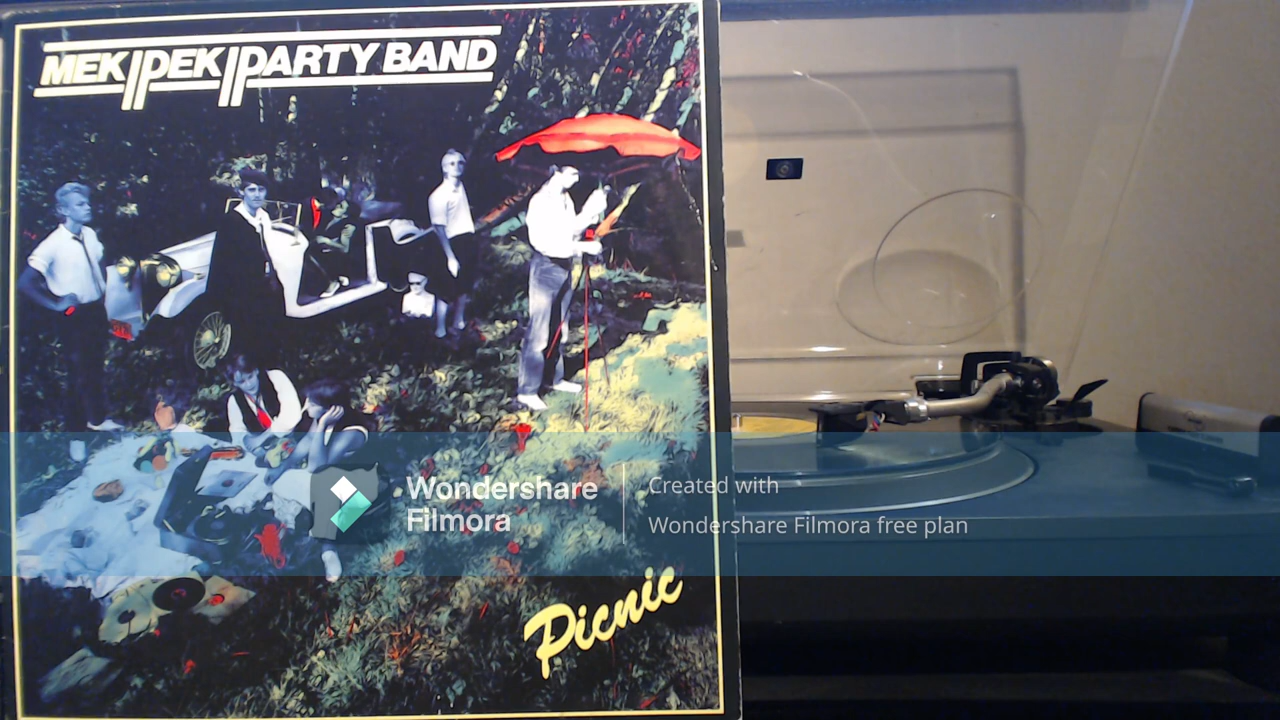 MEK PEK PARTY BAND
Picnic
Wondershare
Filmora
Created with
Wondershare Filmora free plan